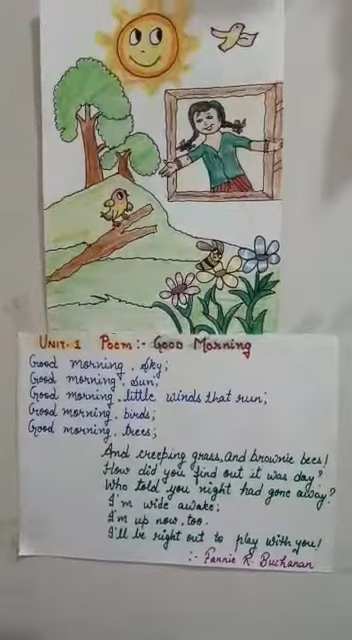 Unit-1 Poem:- Good Morning
Good morning, Sky;
Good morning, Sun,
Good morning, little winds that run;
Good morning, birds;
Good morning, trees;
And creeping grass, and brownie bees!
How did you find out it was day?
Who told you night had gone away?
I'm wide awake;
I'm up now, too.
I'll be right out to play with you!
:- Fannie R. Buchanan